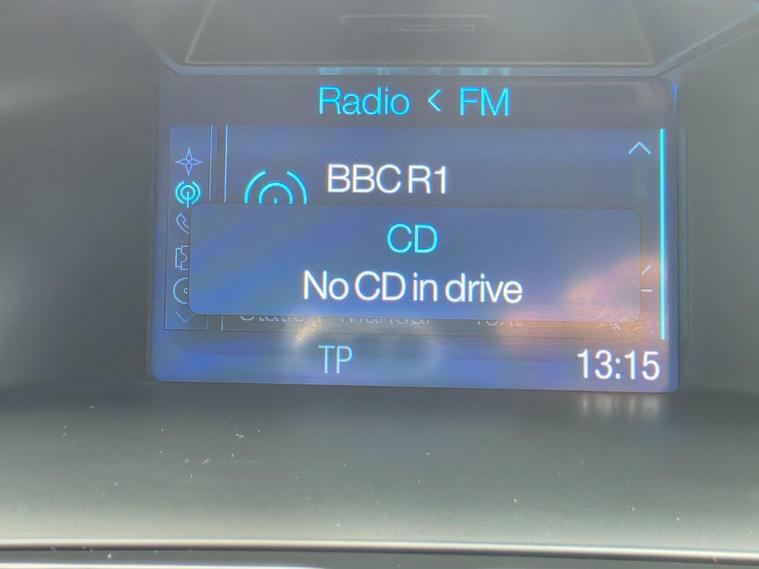 Radio < FM
BBC R1
CD
No CD in drive
TP
13:15